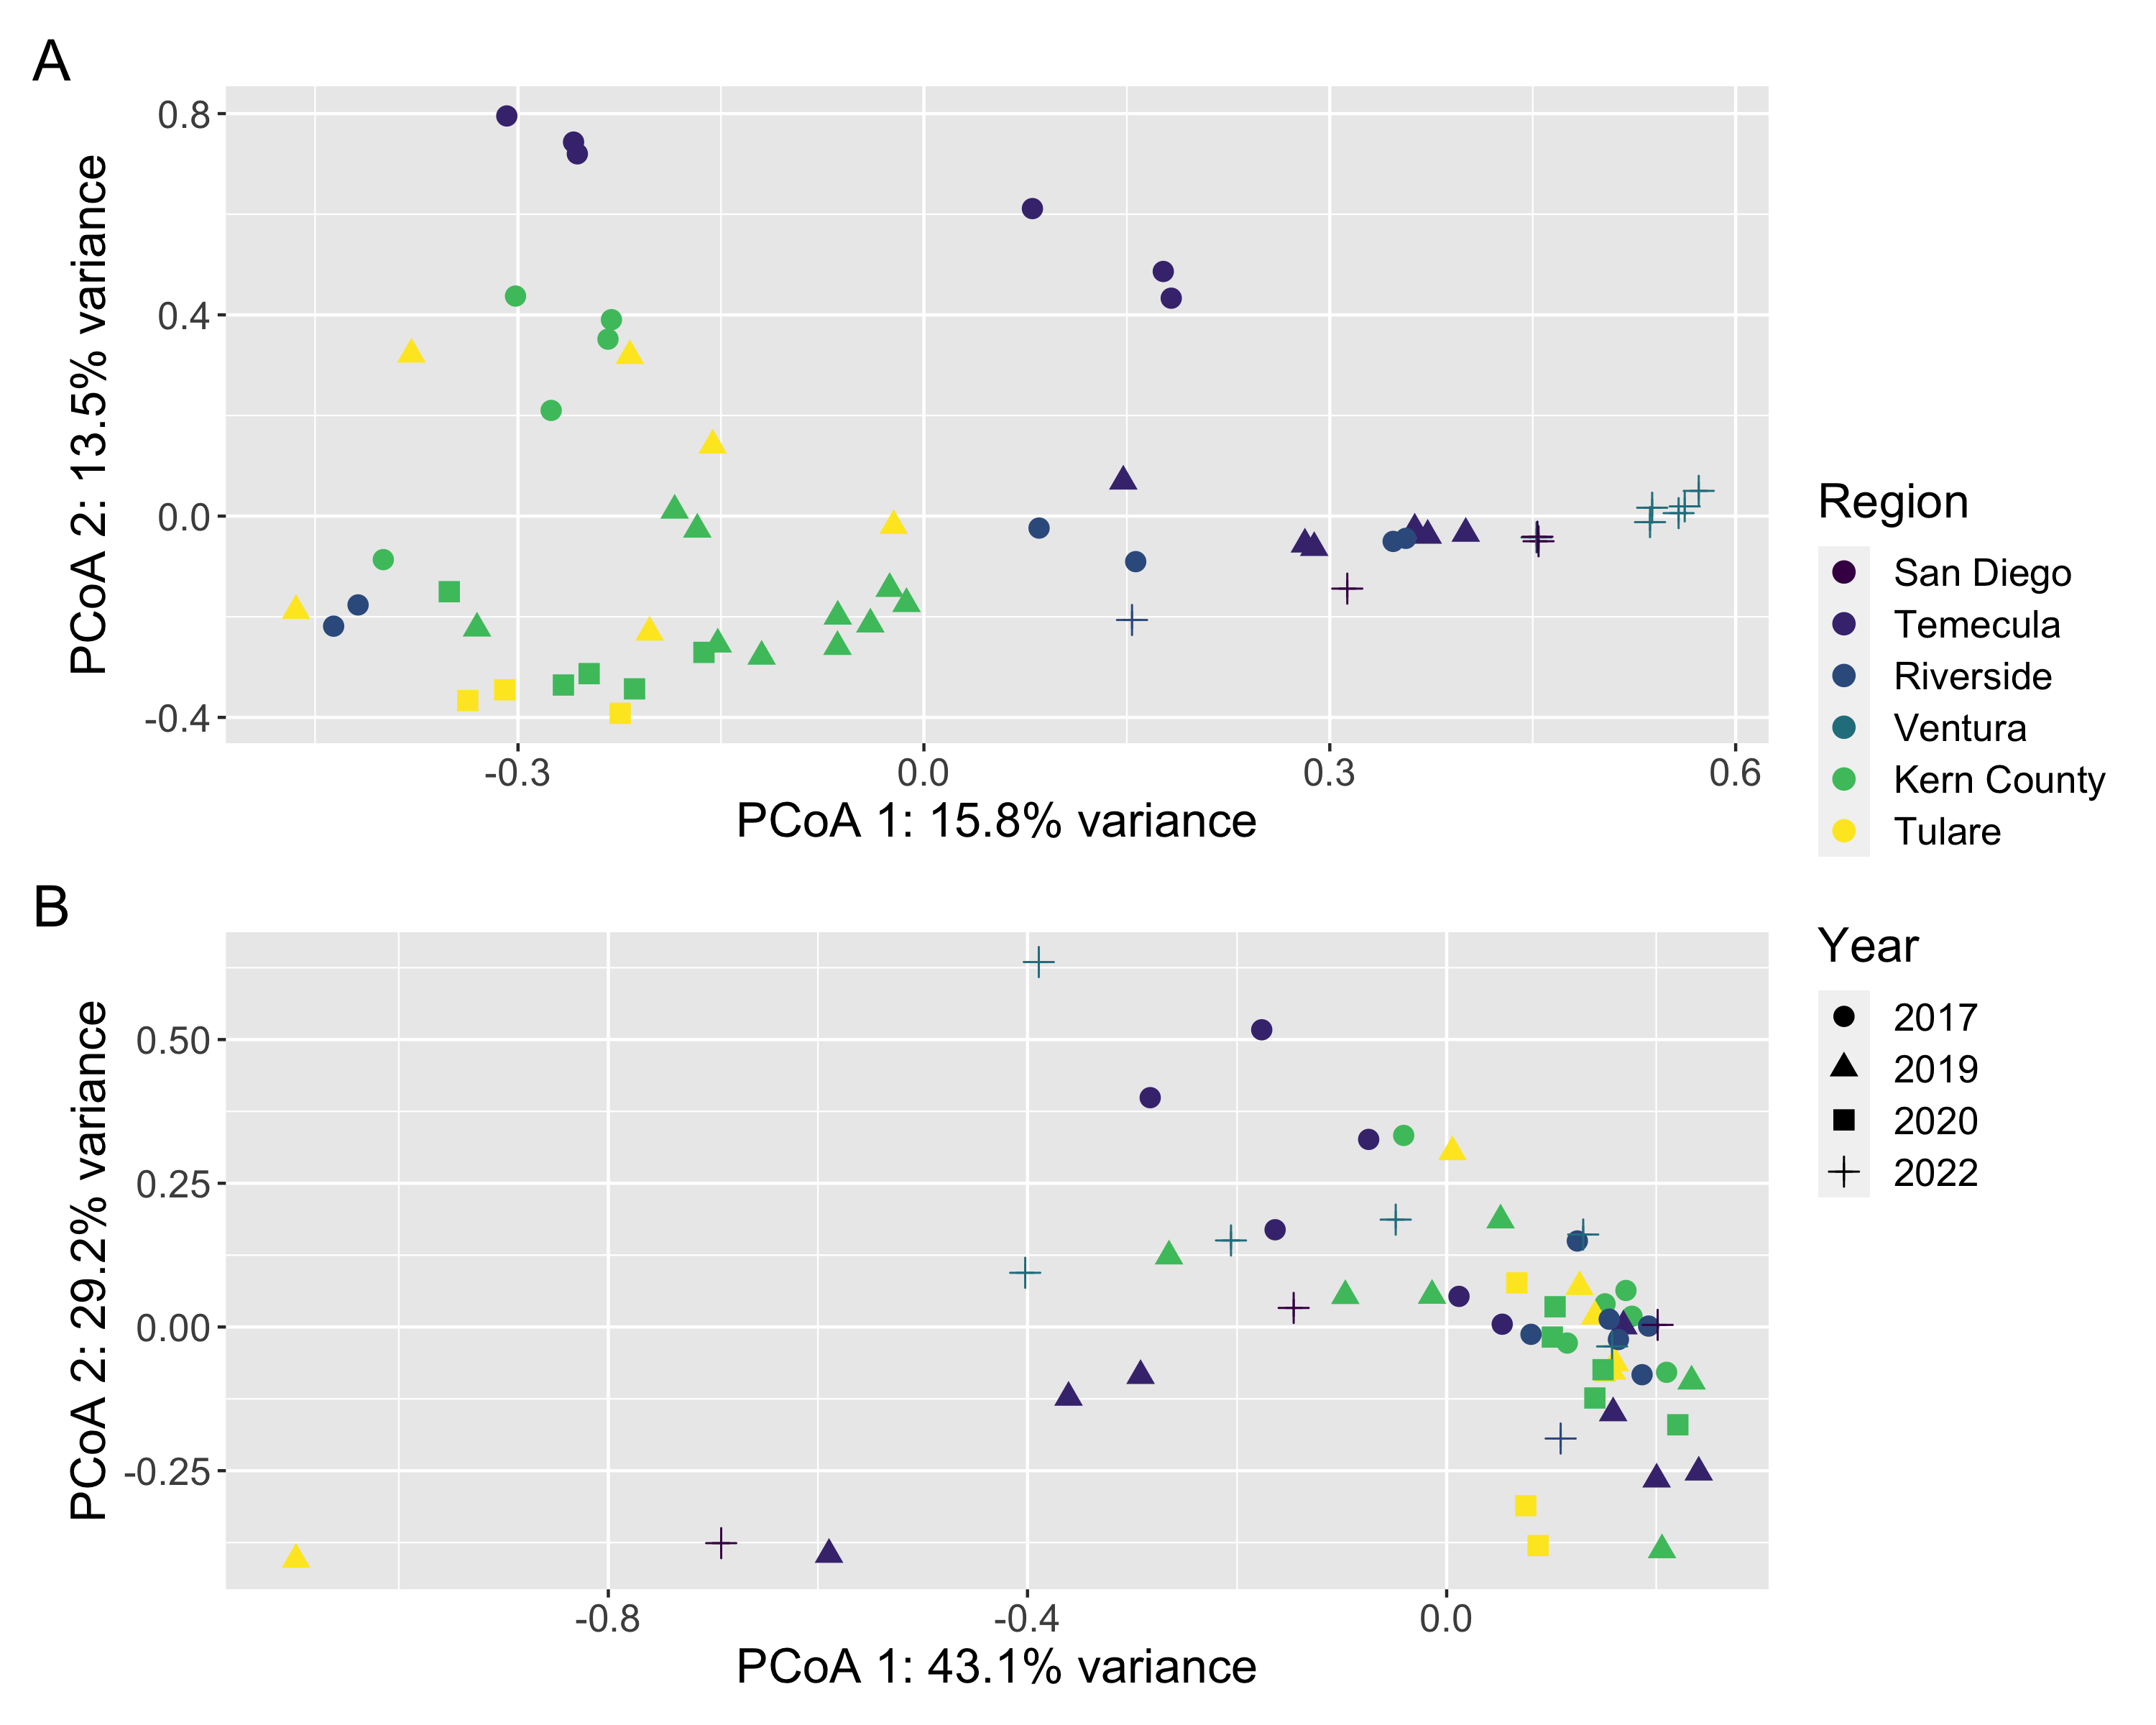 A
PCoA 2: 13.5% variance
0.8
0.4
0.0
-0.4
-0.3
0.0
0.3
0.6
PCoA 1: 15.8% variance
Region
San Diego
Temecula
Riverside
Ventura
Kern County
Tulare
B
PCoA 2: 29.2% variance
0.50
0.25
0.00
-0.25
-0.8
-0.4
0.0
PCoA 1: 43.1% variance
Year
2017
2019
2020
2022